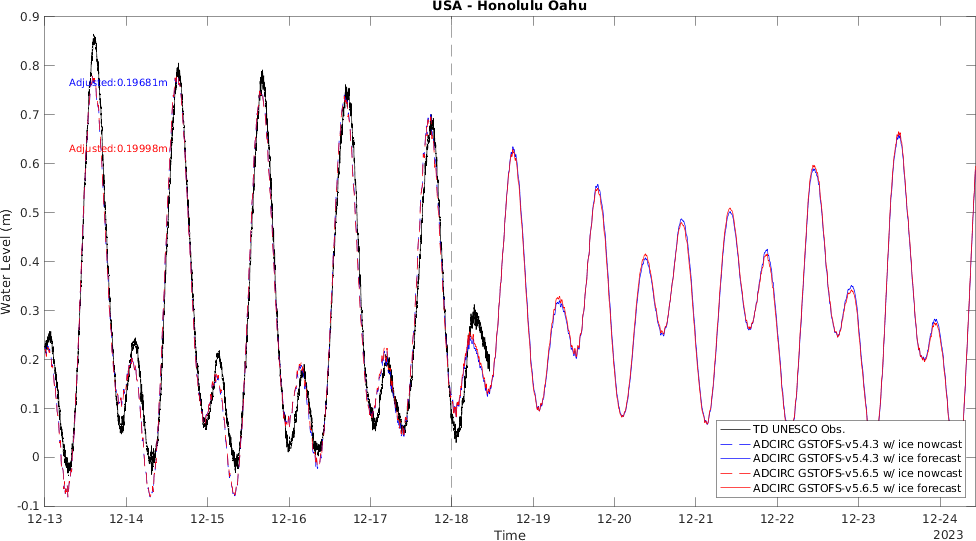 USA - Honolulu Oahu
0.9
0.8
0.7
0.6
0.5
0.4
0.3
0.2
0.1
0
-0.1
Water Level (m)
Adjusted:0.19681m
Adjusted:0.19998m
TD UNESCO Obs.
ADCIRC GSTOFS-v5.4.3 w/ ice nowcast
ADCIRC GSTOFS-v5.4.3 w/ ice forecast
ADCIRC GSTOFS-v5.6.5 w/ ice nowcast
ADCIRC GSTOFS-v5.6.5 w/ ice forecast
12-13 12-14 12-15 12-16 12-17 12-18 12-19 12-20 12-21 12-22 12-23 12-24
Time
2023